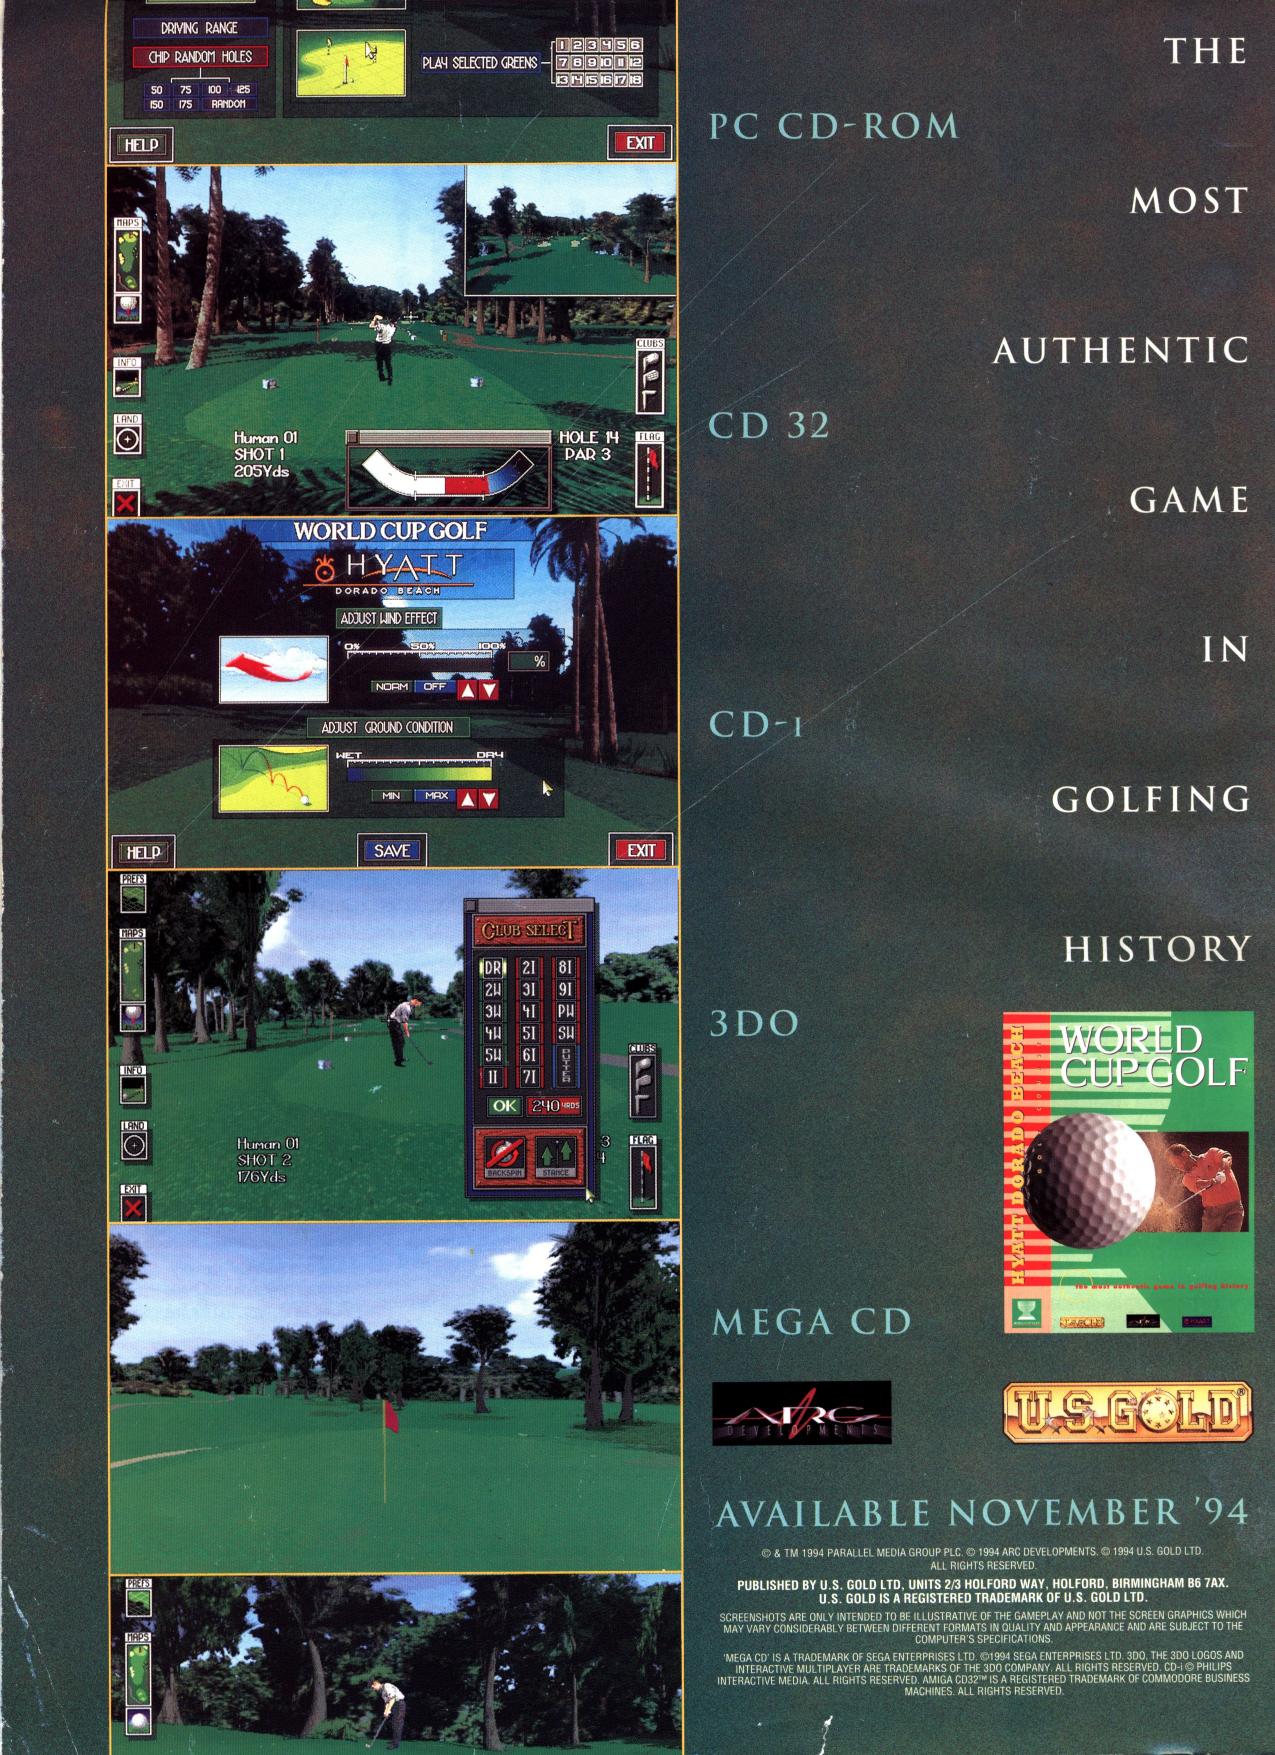 DRIVING RANGE
CHIP RANDOM HOLES
50 75 100 125
150 175 RANDOM
PLAY SELECTED GREENS
1 2 3 4 5 6
7 8 9 10 11 12
13 14 15 16 17 18
HELP
EXIT
MAPS
INFO
LAND
EXIT
CLUBS
FLAG
Human 01
SHOT 1
205Yds
HOLE 14
PAR 3
WORLD CUP GOLF
HYATT
DORADO BEACH
ADJUST WIND EFFECT
0% 50% 100%
%
NORM OFF
ADJUST GROUND CONDITION
WET DRY
MIN MAX
HELP
SAVE
EXIT
PREFS
MAPS
INFO
LAND
EXIT
Human 01
SHOT 2
176Yds
CLUB SELECT
DR 2I 8I
2W 3I 9I
3W 4I PW
4W 5I SW
5W 6I
1I 7I
PUTTER
OK 240 YRDS
BACKSPIN STANCE
3
4
CLUBS
FLAG
PREFS
MAPS
THE
PC CD-ROM
MOST
AUTHENTIC
CD 32
GAME
IN
CD-i
GOLFING
HISTORY
3DO
WORLD
CUP GOLF
HYATT DORADO BEACH
the most authentic game in golfing history
U.S. GOLD
ARC
HYATT
MEGA CD
ARC
DEVELOPMENTS
U.S. GOLD®
AVAILABLE NOVEMBER '94
© & TM 1994 PARALLEL MEDIA GROUP PLC. © 1994 ARC DEVELOPMENTS. © 1994 U.S. GOLD LTD.
ALL RIGHTS RESERVED.
PUBLISHED BY U.S. GOLD LTD, UNITS 2/3 HOLFORD WAY, HOLFORD, BIRMINGHAM B6 7AX.
U.S. GOLD IS A REGISTERED TRADEMARK OF U.S. GOLD LTD.
SCREENSHOTS ARE ONLY INTENDED TO BE ILLUSTRATIVE OF THE GAMEPLAY AND NOT THE SCREEN GRAPHICS WHICH
MAY VARY CONSIDERABLY BETWEEN DIFFERENT FORMATS IN QUALITY AND APPEARANCE AND ARE SUBJECT TO THE
COMPUTER'S SPECIFICATIONS.
'MEGA CD' IS A TRADEMARK OF SEGA ENTERPRISES LTD. ©1994 SEGA ENTERPRISES LTD. 3DO, THE 3DO LOGOS AND
INTERACTIVE MULTIPLAYER ARE TRADEMARKS OF THE 3DO COMPANY. ALL RIGHTS RESERVED. CD-i © PHILIPS
INTERACTIVE MEDIA. ALL RIGHTS RESERVED. AMIGA CD32™ IS A REGISTERED TRADEMARK OF COMMODORE BUSINESS
MACHINES. ALL RIGHTS RESERVED.